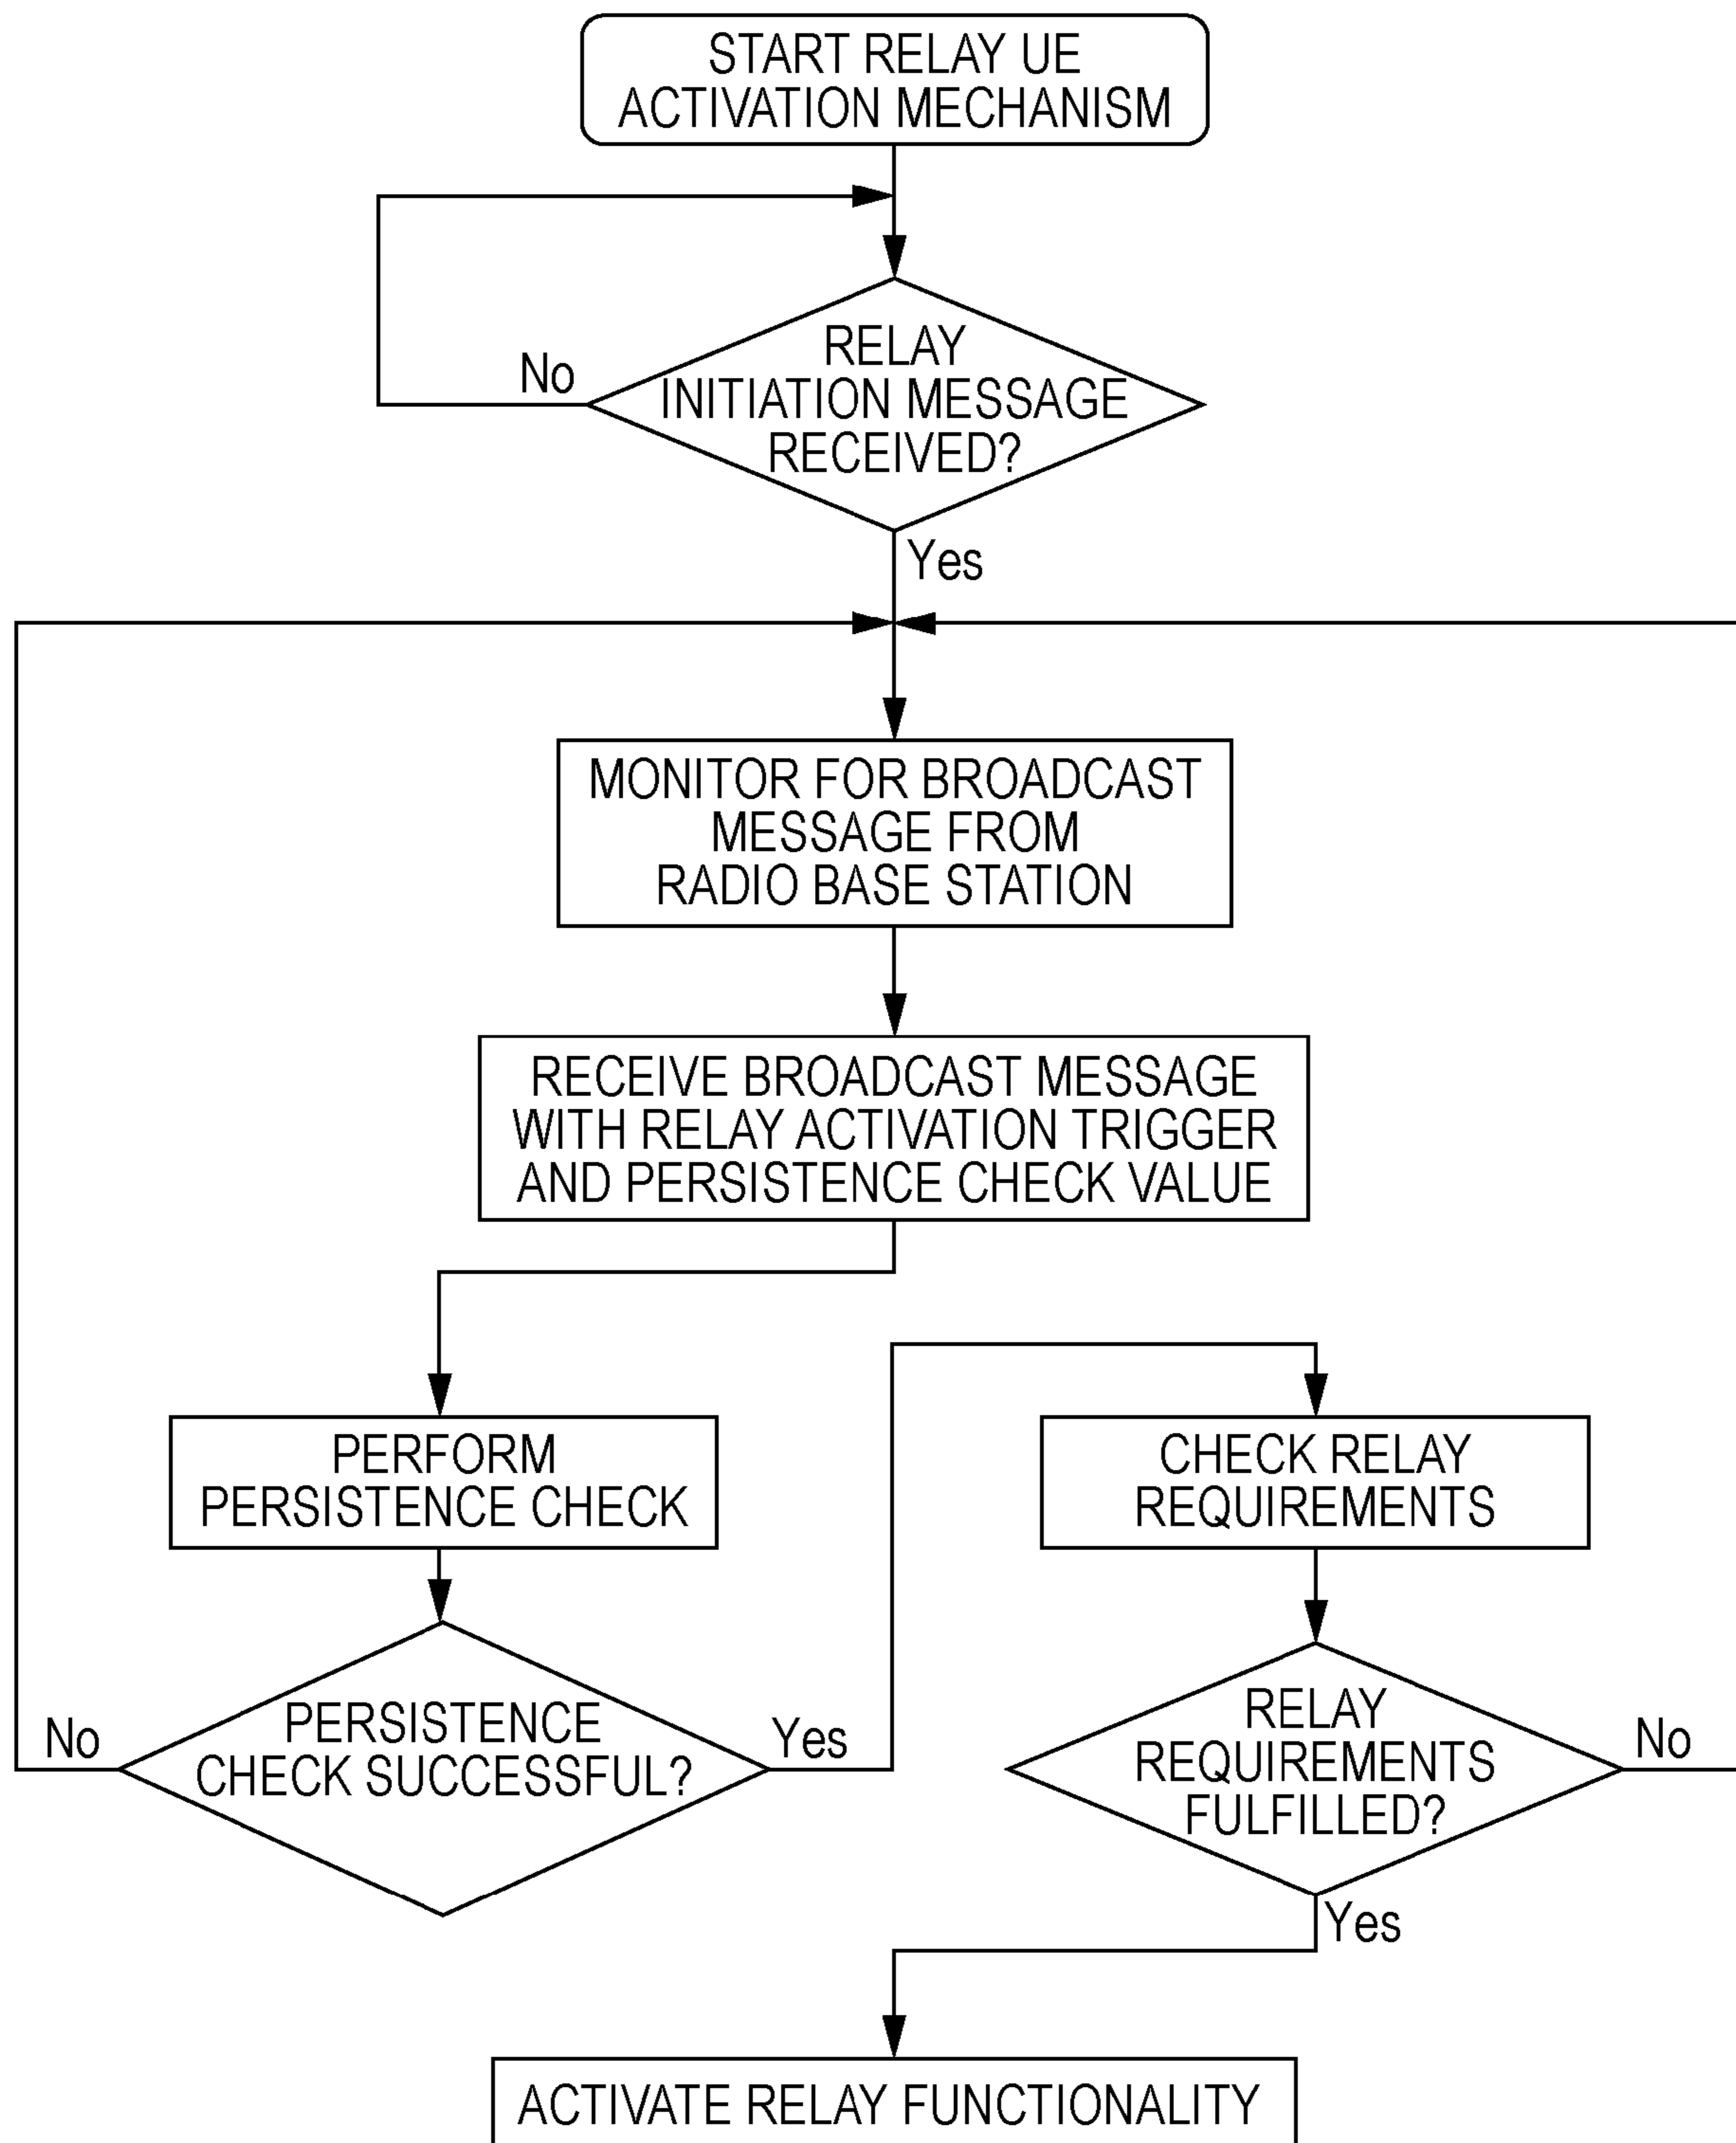 START RELAY UE
ACTIVATION MECHANISM
No
RELAY
INITIATION MESSAGE
RECEIVED?
Yes
MONITOR FOR BROADCAST
MESSAGE FROM
RADIO BASE STATION
RECEIVE BROADCAST MESSAGE
WITH RELAY ACTIVATION TRIGGER
AND PERSISTENCE CHECK VALUE
PERFORM
PERSISTENCE CHECK
CHECK RELAY
REQUIREMENTS
No
PERSISTENCE
CHECK SUCCESSFUL?
Yes
RELAY
REQUIREMENTS
FULFILLED?
No
Yes
ACTIVATE RELAY FUNCTIONALITY